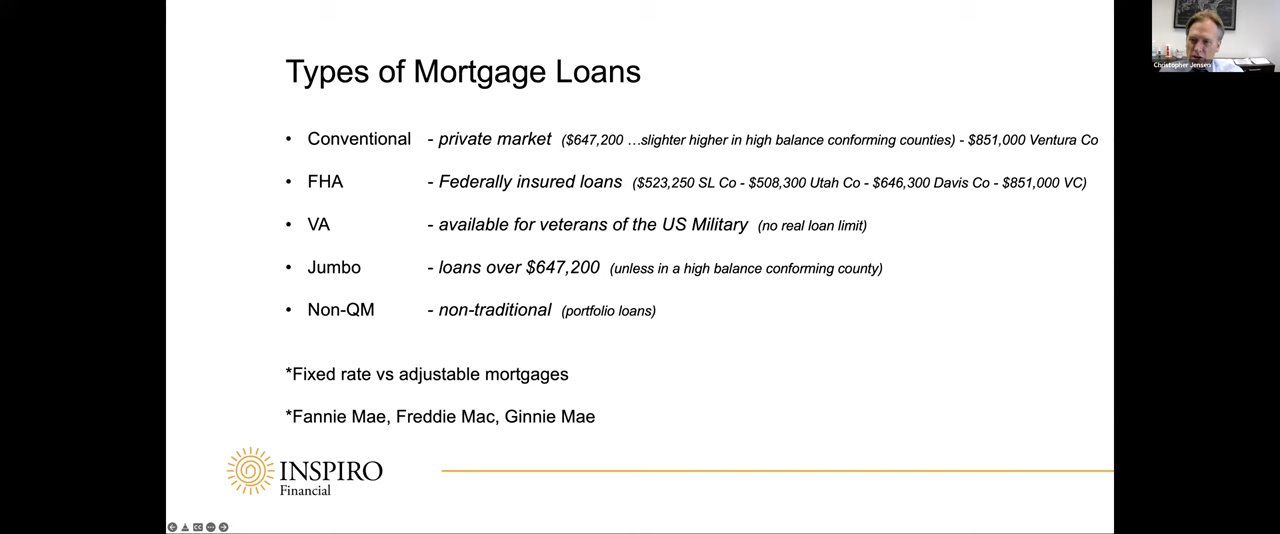 Types of Mortgage Loans
• Conventional - private market ($647,200 …slighter higher in high balance conforming counties) - $851,000 Ventura Co
• FHA - Federally insured loans ($523,250 SL Co - $508,300 Utah Co - $646,300 Davis Co - $851,000 VC)
• VA - available for veterans of the US Military (no real loan limit)
• Jumbo - loans over $647,200 (unless in a high balance conforming county)
• Non-QM - non-traditional (portfolio loans)
*Fixed rate vs adjustable mortgages
*Fannie Mae, Freddie Mac, Ginnie Mae
INSPIRO
Financial
Christopher Jensen